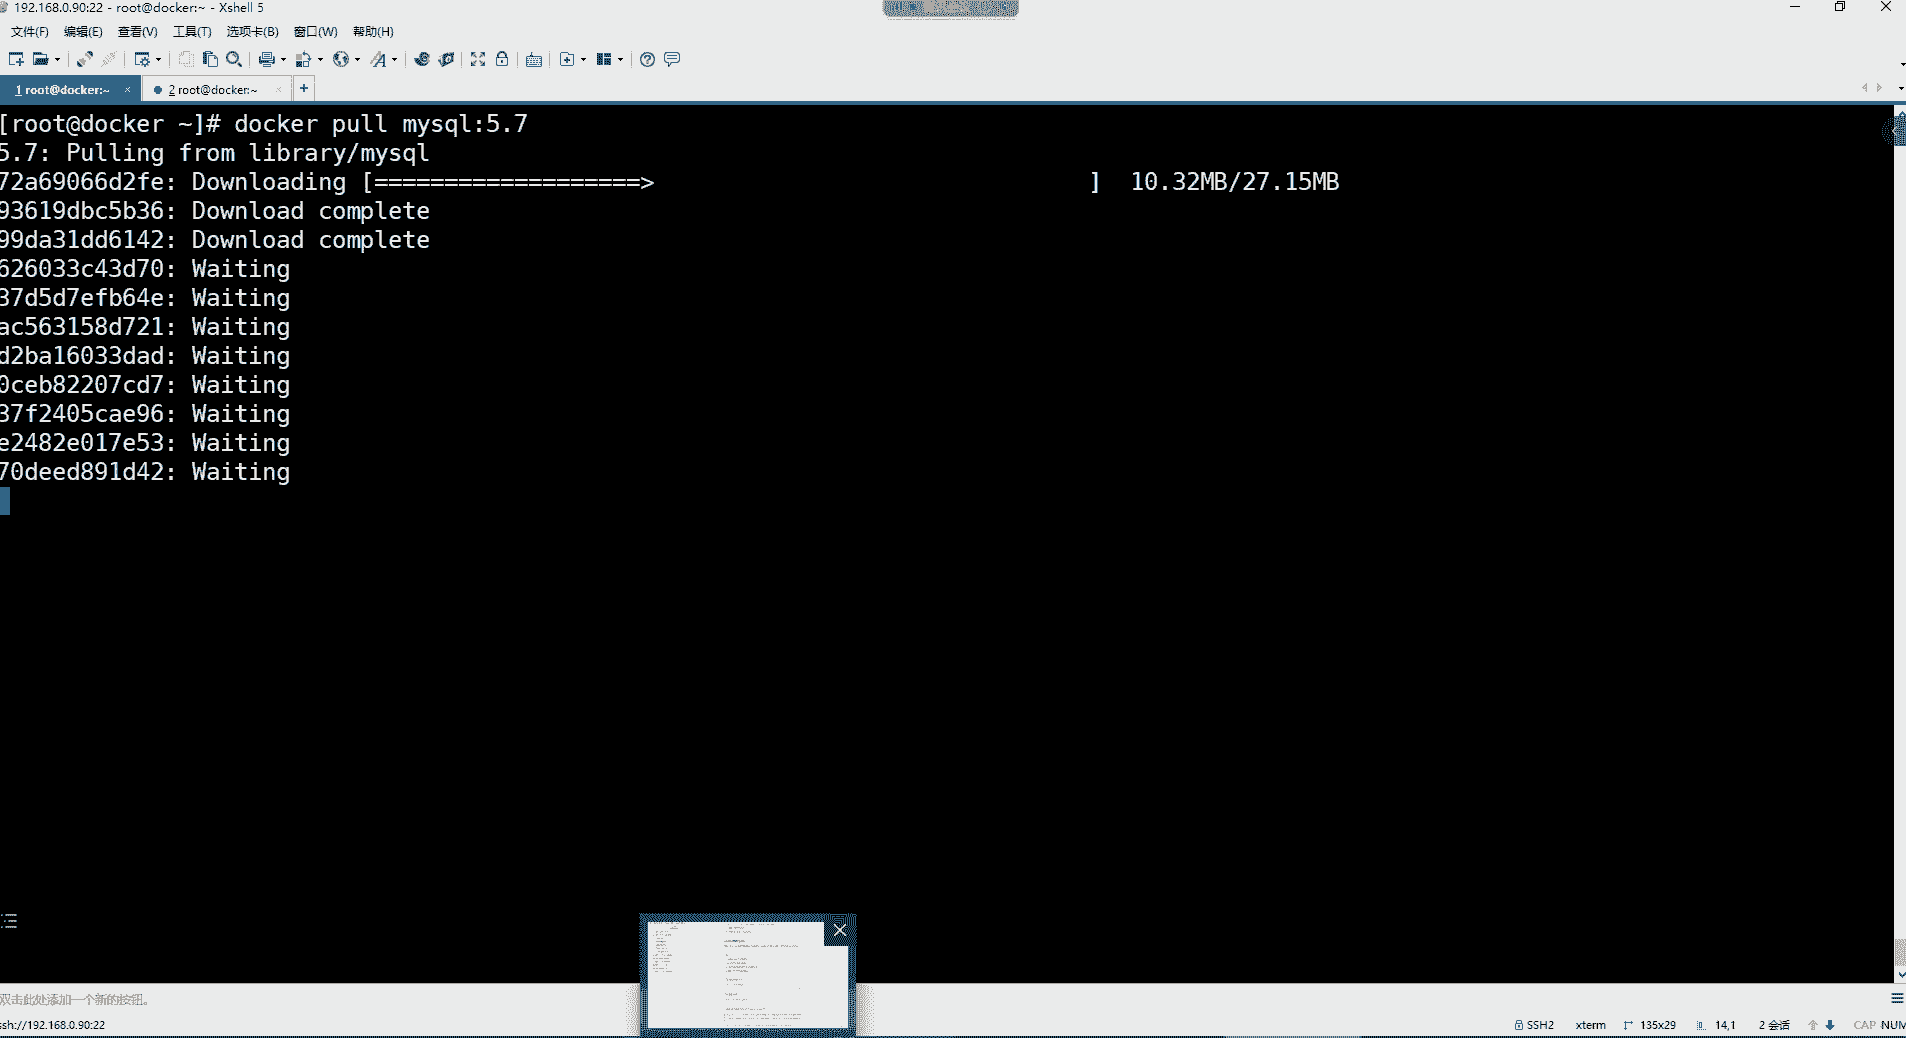 192.168.0.90:22 - root@docker:~ - Xshell 5
文件(F) 编辑(E) 查看(V) 工具(T) 选项卡(B) 窗口(W) 帮助(H)
1 root@docker:~ × 2 root@docker:~ × +
[root@docker ~]# docker pull mysql:5.7
5.7: Pulling from library/mysql
72a69066d2fe: Downloading [===================> ] 10.32MB/27.15MB
93619dbc5b36: Download complete
99da31dd6142: Download complete
626033c43d70: Waiting
37d5d7efb64e: Waiting
ac563158d721: Waiting
d2ba16033dad: Waiting
0ceb82207cd7: Waiting
37f2405cae96: Waiting
e2482e017e53: Waiting
70deed891d42: Waiting
双击此处添加一个新的按钮。
ssh://192.168.0.90:22 SSH2 xterm 135x29 14,1 2 会话 CAP NUM